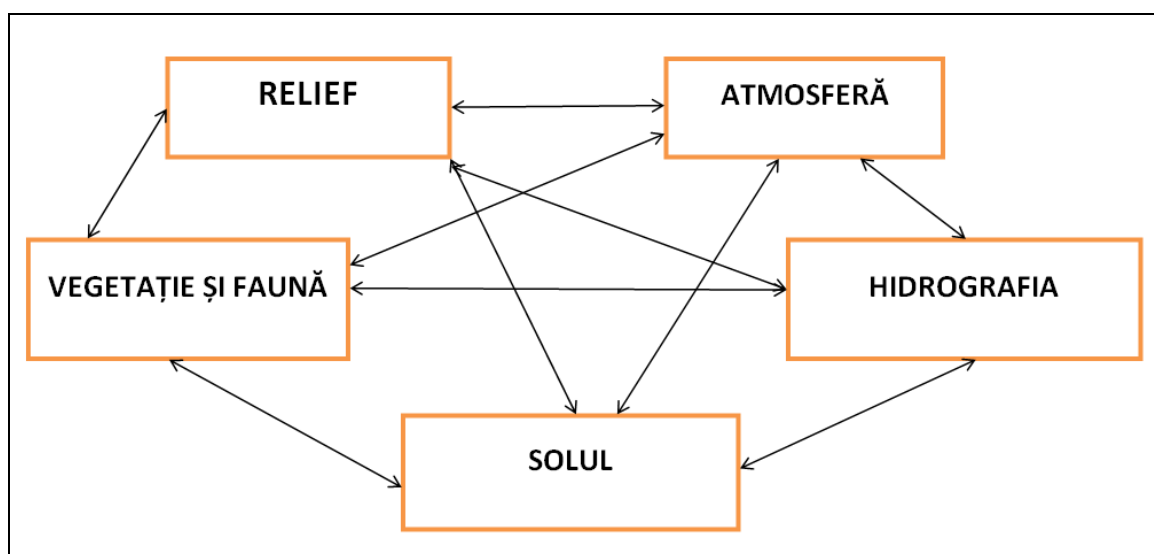 RELIEF
ATMOSFERĂ
VEGETAȚIE ȘI FAUNĂ
HIDROGRAFIA
SOLUL